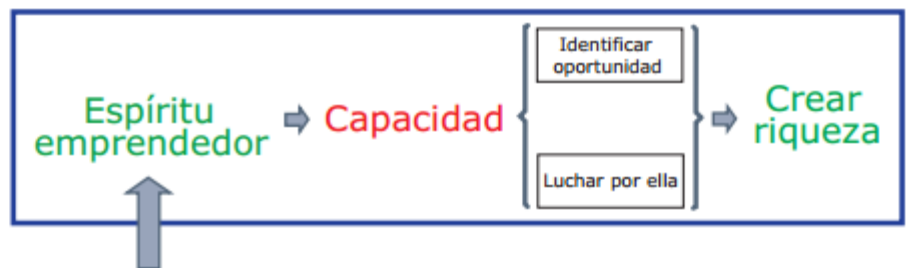 Espíritu
emprendedor
Capacidad
Identificar
oportunidad
Luchar por ella
Crear
riqueza